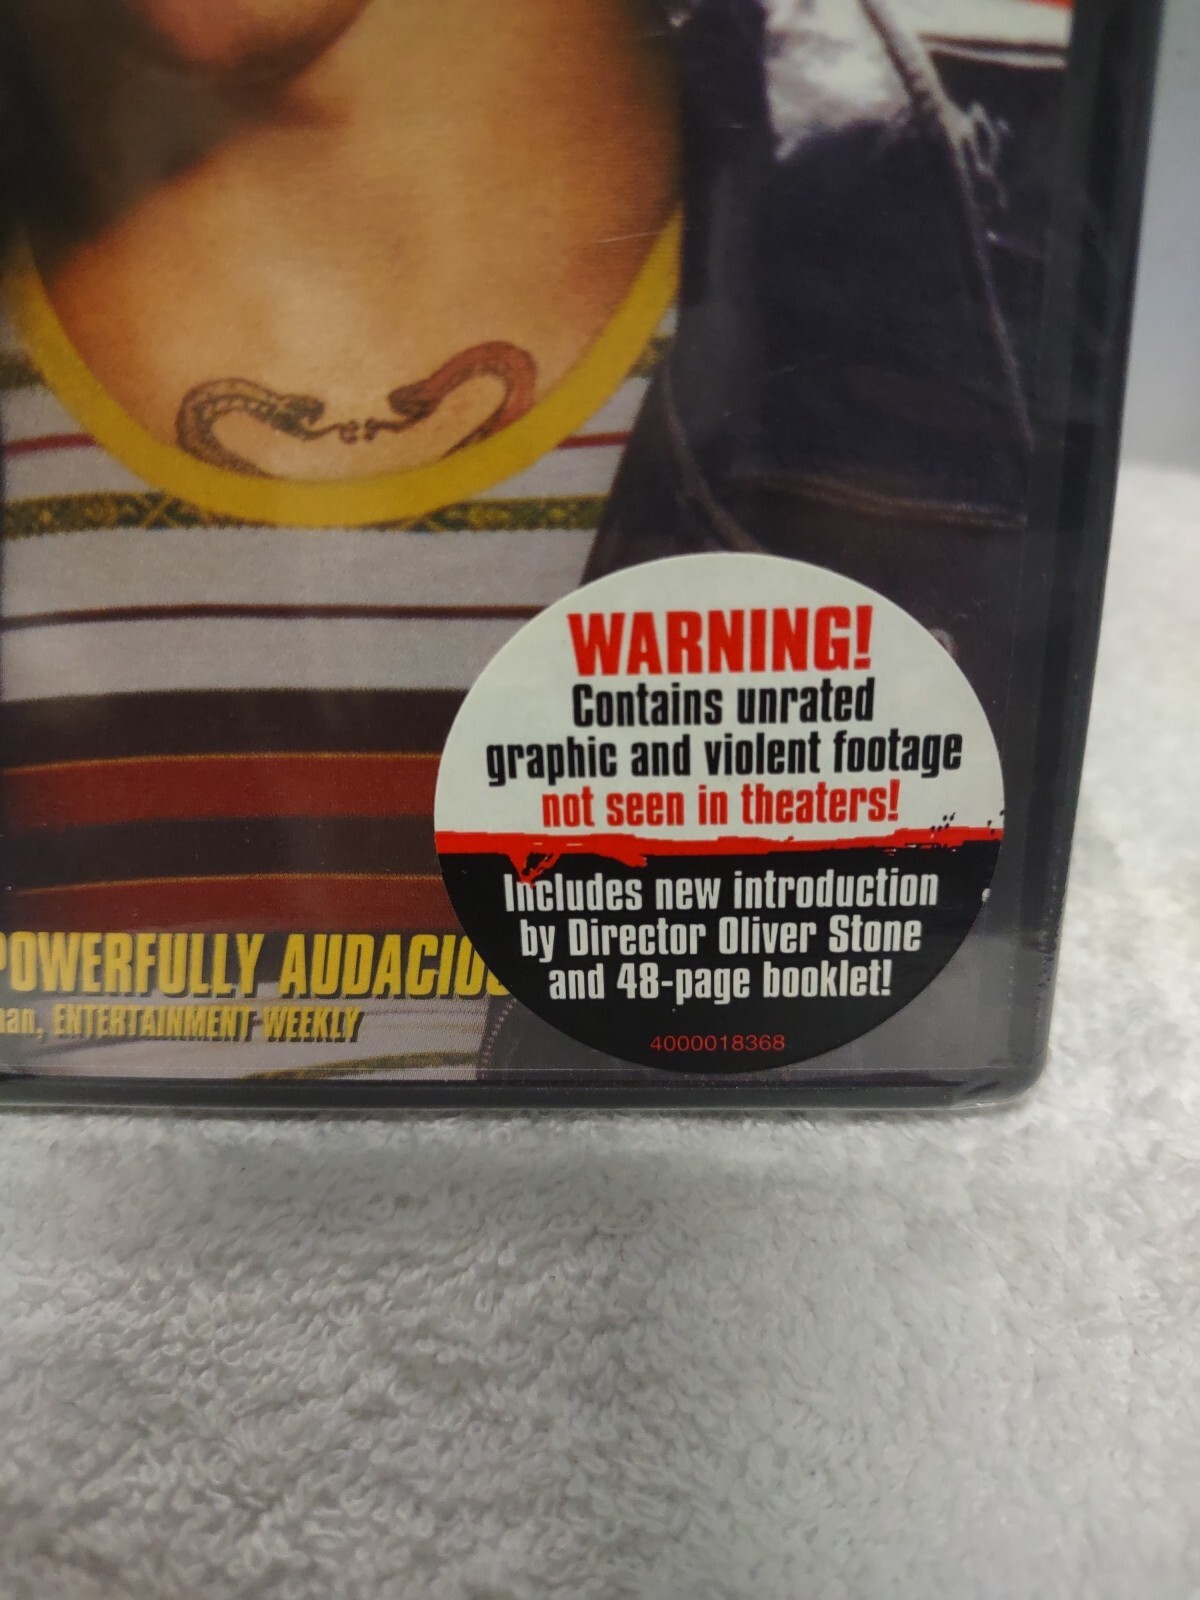 WARNING!
Contains unrated
graphic and violent footage
not seen in theaters!
Includes new introduction
by Director Oliver Stone
and 48-page booklet!
4000018368
POWERFULLY
ENTERTAINMENT WEEKLY